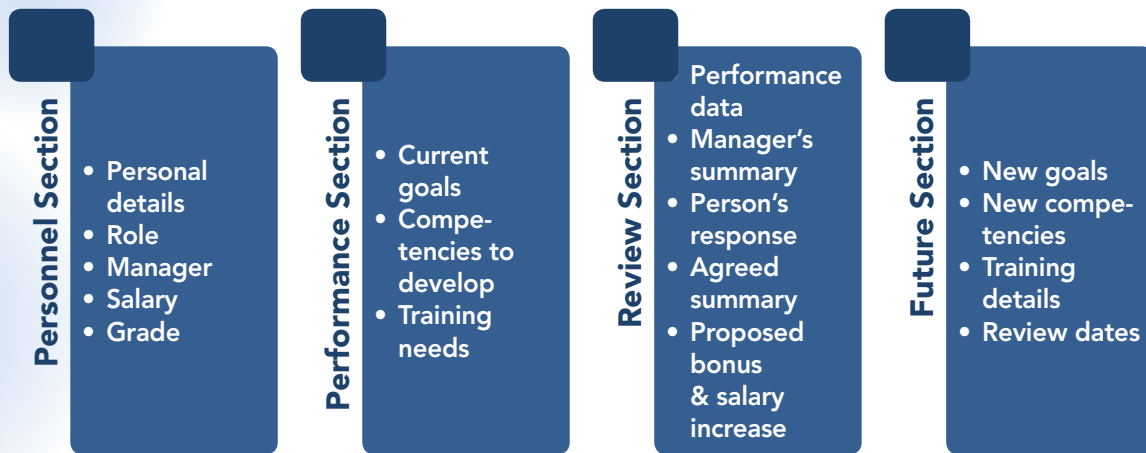 Personnel Section
• Personal
details
• Role
• Manager
• Salary
• Grade
Performance Section
• Current
goals
• Compe-
tencies to
develop
• Training
needs
Review Section
Performance
data
• Manager’s
summary
• Person’s
response
• Agreed
summary
• Proposed
bonus
& salary
increase
Future Section
• New goals
• New compe-
tencies
• Training
details
• Review dates